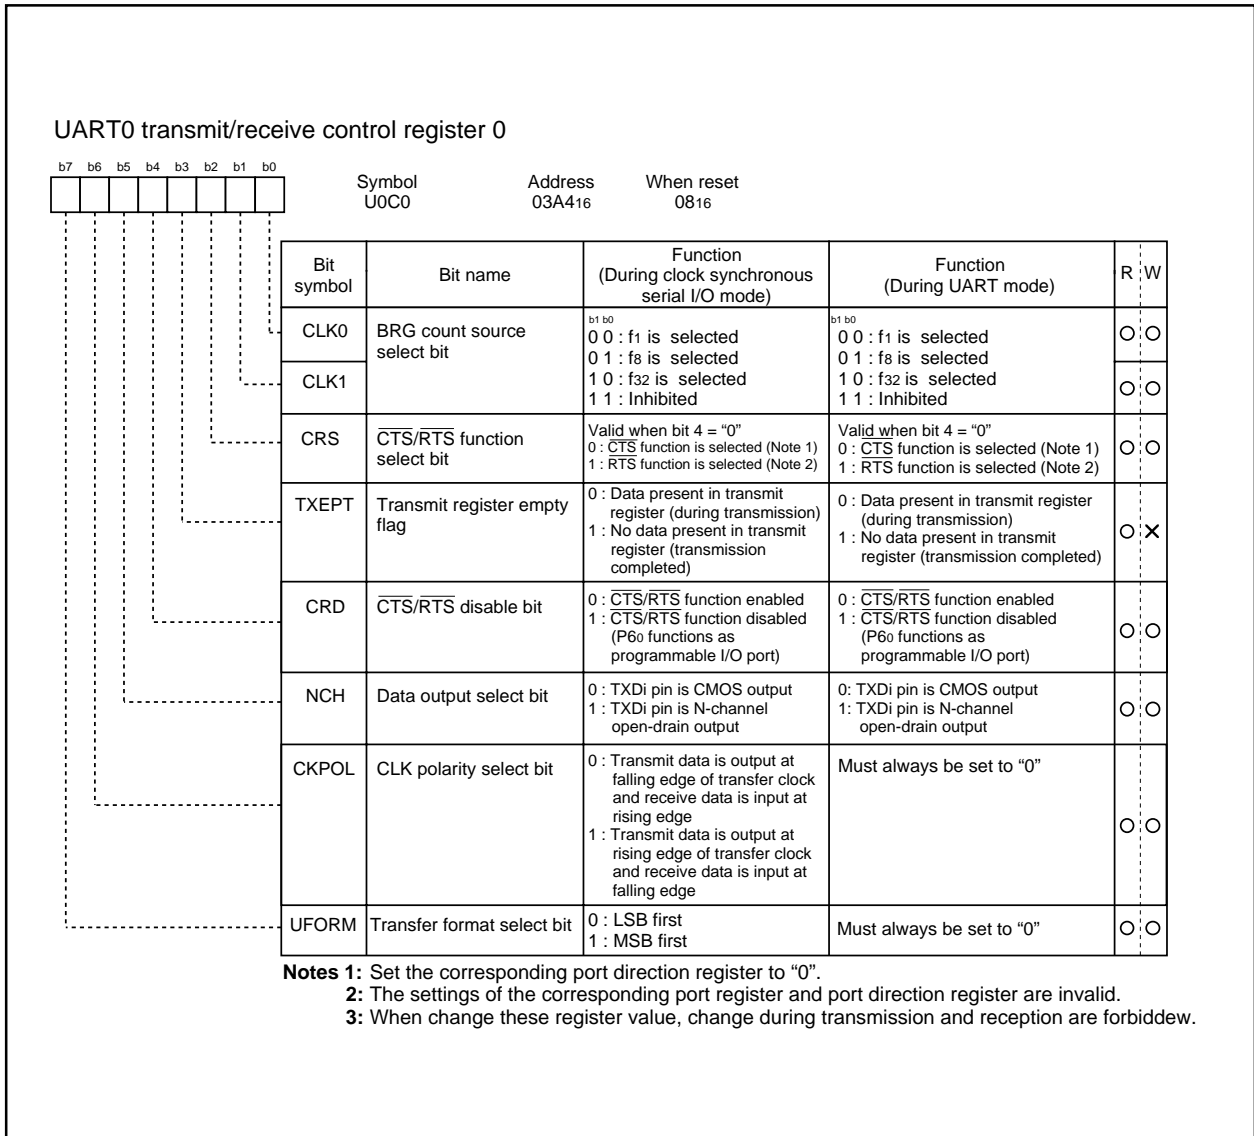 UART0 transmit/receive control register 0
b7 b6 b5 b4 b3 b2 b1 b0
Symbol Address When reset
U0C0 03A416 0816
Bit symbol
Bit name
Function
(During clock synchronous
serial I/O mode)
Function
(During UART mode)
R W
CLK0
CLK1
BRG count source
select bit
b1 b0
0 0 : f1 is selected
0 1 : f8 is selected
1 0 : f32 is selected
1 1 : Inhibited
b1 b0
0 0 : f1 is selected
0 1 : f8 is selected
1 0 : f32 is selected
1 1 : Inhibited
CRS
CTS/RTS function
select bit
Valid when bit 4 = “0”
0 : CTS function is selected (Note 1)
1 : RTS function is selected (Note 2)
Valid when bit 4 = “0”
0 : CTS function is selected (Note 1)
1 : RTS function is selected (Note 2)
TXEPT
Transmit register empty
flag
0 : Data present in transmit
register (during transmission)
1 : No data present in transmit
register (transmission
completed)
0 : Data present in transmit register
(during transmission)
1 : No data present in transmit
register (transmission completed)
CRD
CTS/RTS disable bit
0 : CTS/RTS function enabled
1 : CTS/RTS function disabled
(P60 functions as
programmable I/O port)
0 : CTS/RTS function enabled
1 : CTS/RTS function disabled
(P60 functions as
programmable I/O port)
NCH
Data output select bit
0 : TXDi pin is CMOS output
1 : TXDi pin is N-channel
open-drain output
0: TXDi pin is CMOS output
1: TXDi pin is N-channel
open-drain output
CKPOL
CLK polarity select bit
0 : Transmit data is output at
falling edge of transfer clock
and receive data is input at
rising edge
1 : Transmit data is output at
rising edge of transfer clock
and receive data is input at
falling edge
Must always be set to “0”
UFORM
Transfer format select bit
0 : LSB first
1 : MSB first
Must always be set to “0”
Notes 1: Set the corresponding port direction register to “0”.
2: The settings of the corresponding port register and port direction register are invalid.
3: When change these register value, change during transmission and reception are forbiddew.